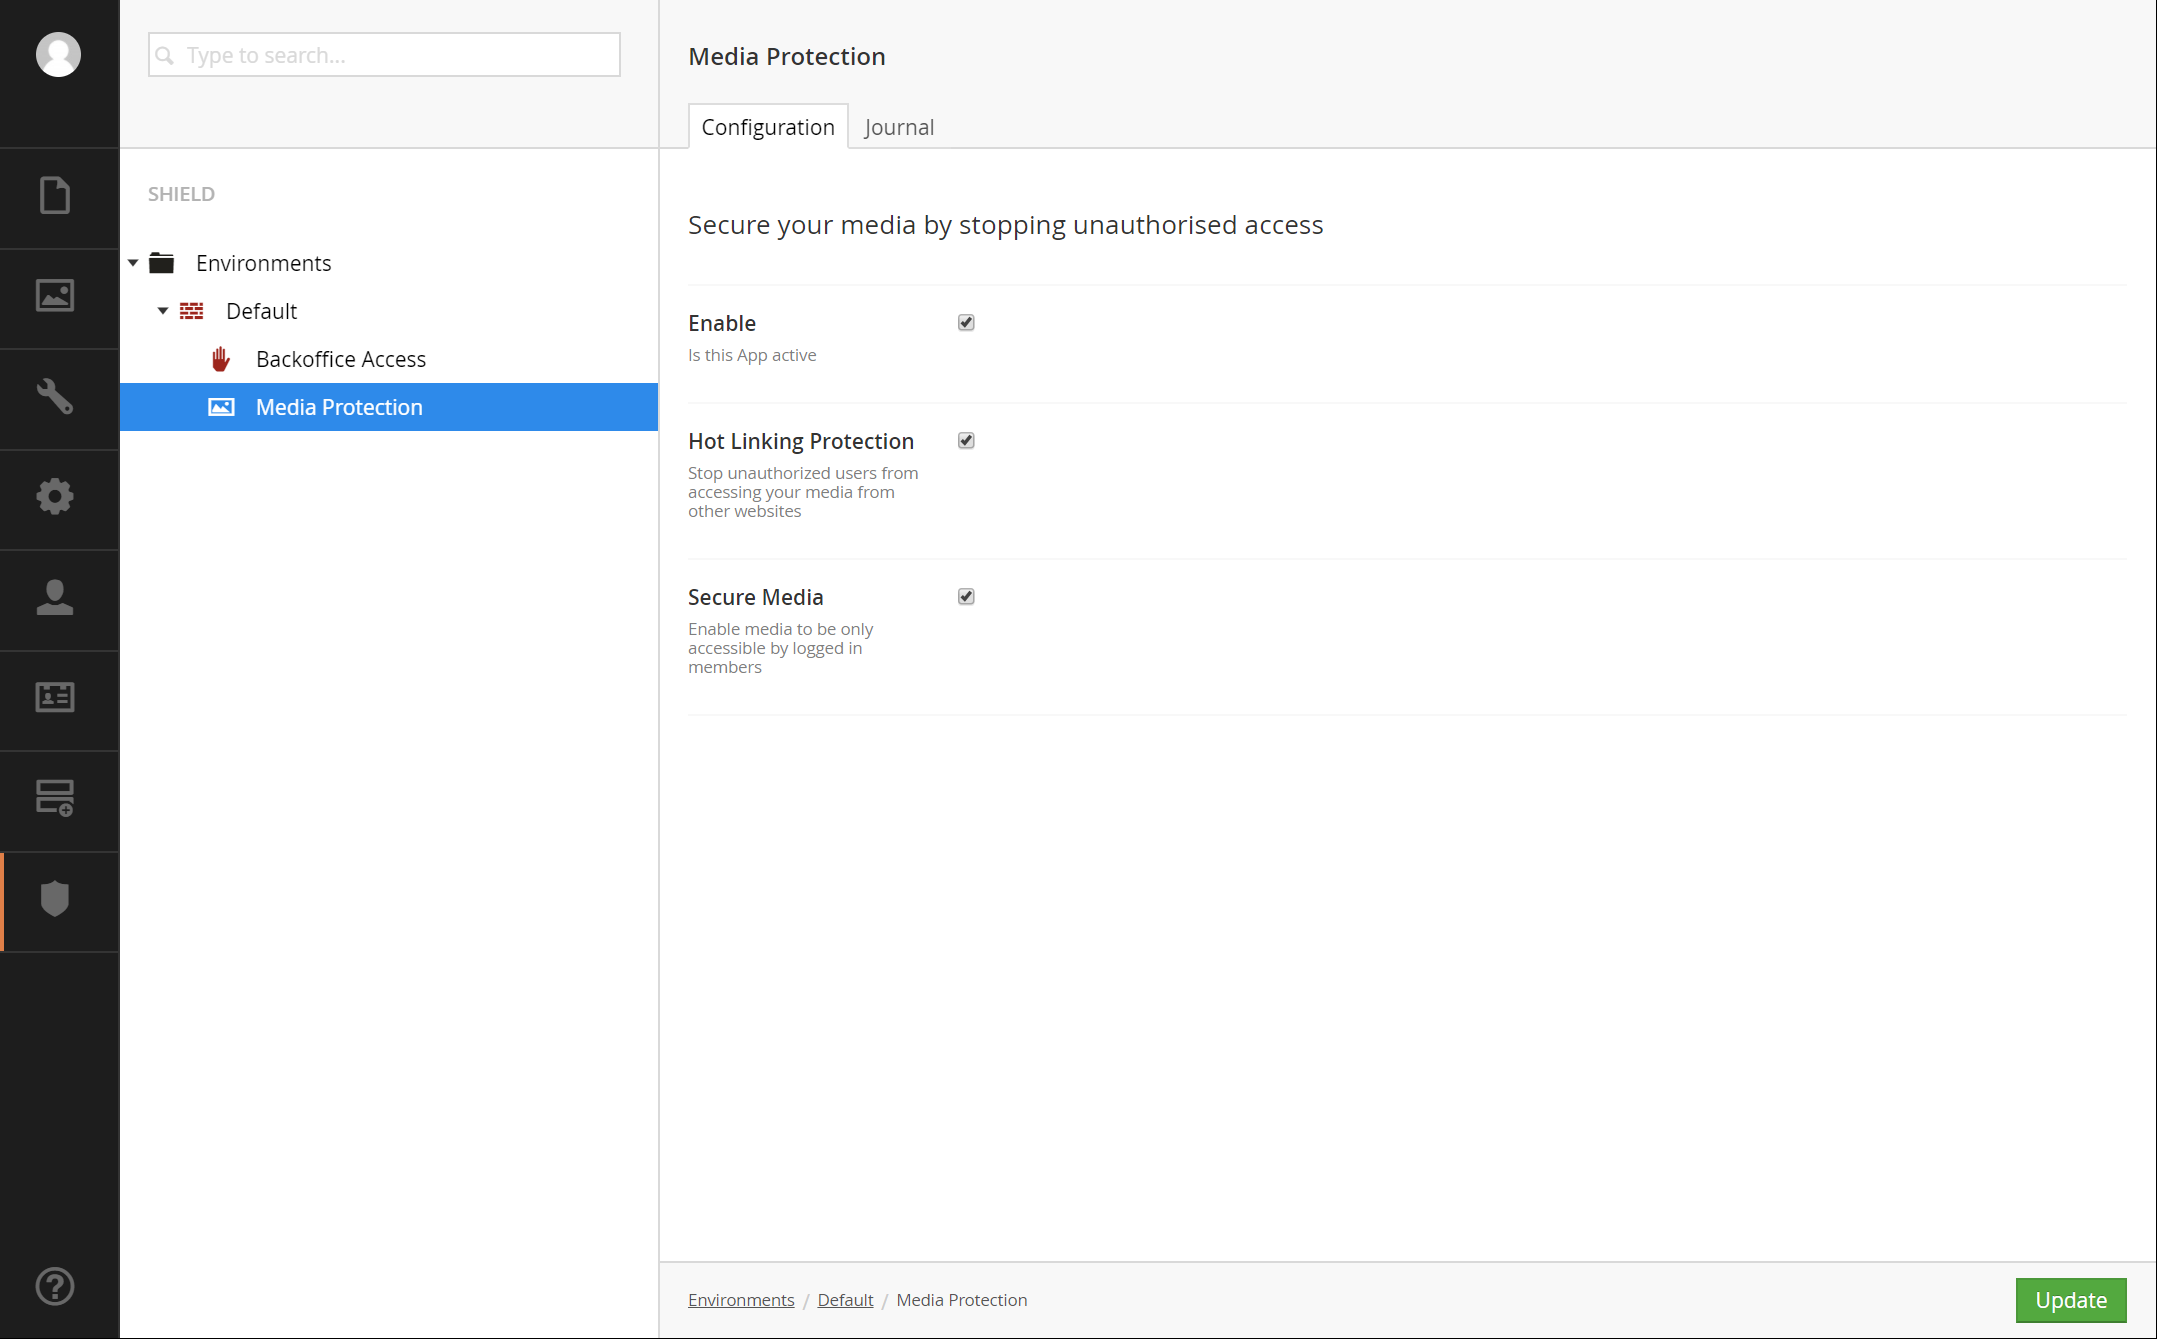 Type to search...
Media Protection
Configuration
Journal
SHIELD
Environments
Default
Backoffice Access
Media Protection
Secure your media by stopping unauthorised access
Enable
Is this App active
Hot Linking Protection
Stop unauthorized users from
accessing your media from
other websites
Secure Media
Enable media to be only
accessible by logged in
members
Environments / Default / Media Protection
Update